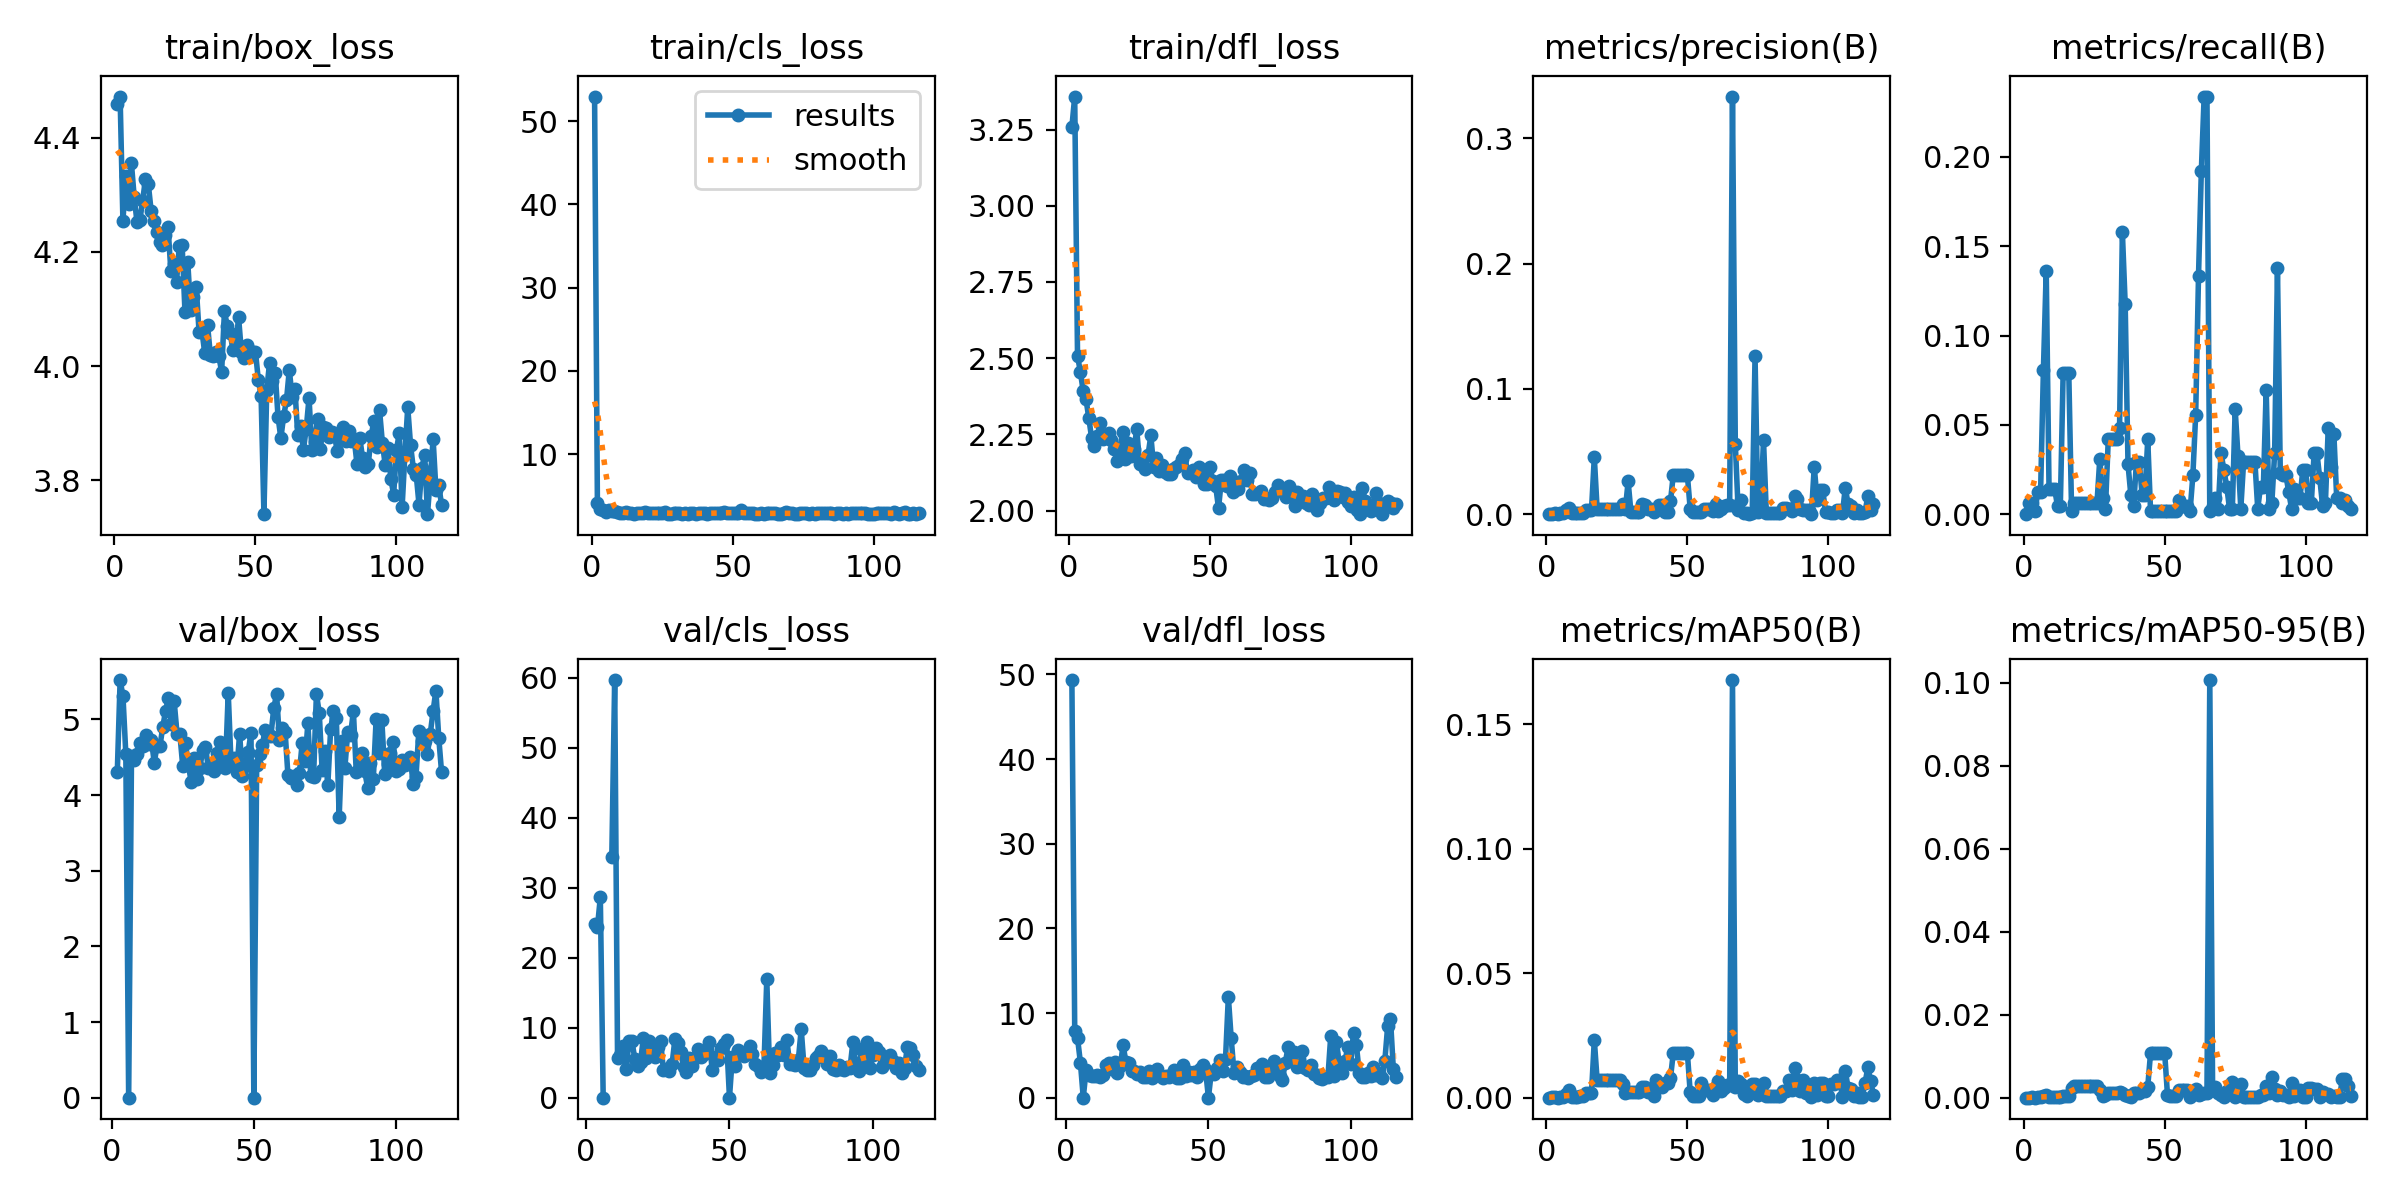 train/box_loss
4.4
4.2
4.0
3.8
0 50 100
train/cls_loss
results
smooth
50
40
30
20
10
0 50 100
train/dfl_loss
3.25
3.00
2.75
2.50
2.25
2.00
0 50 100
metrics/precision(B)
0.3
0.2
0.1
0.0
0 50 100
metrics/recall(B)
0.20
0.15
0.10
0.05
0.00
0 50 100
val/box_loss
5
4
3
2
1
0
0 50 100
val/cls_loss
60
50
40
30
20
10
0
0 50 100
val/dfl_loss
50
40
30
20
10
0
0 50 100
metrics/mAP50(B)
0.15
0.10
0.05
0.00
0 50 100
metrics/mAP50-95(B)
0.10
0.08
0.06
0.04
0.02
0.00
0 50 100